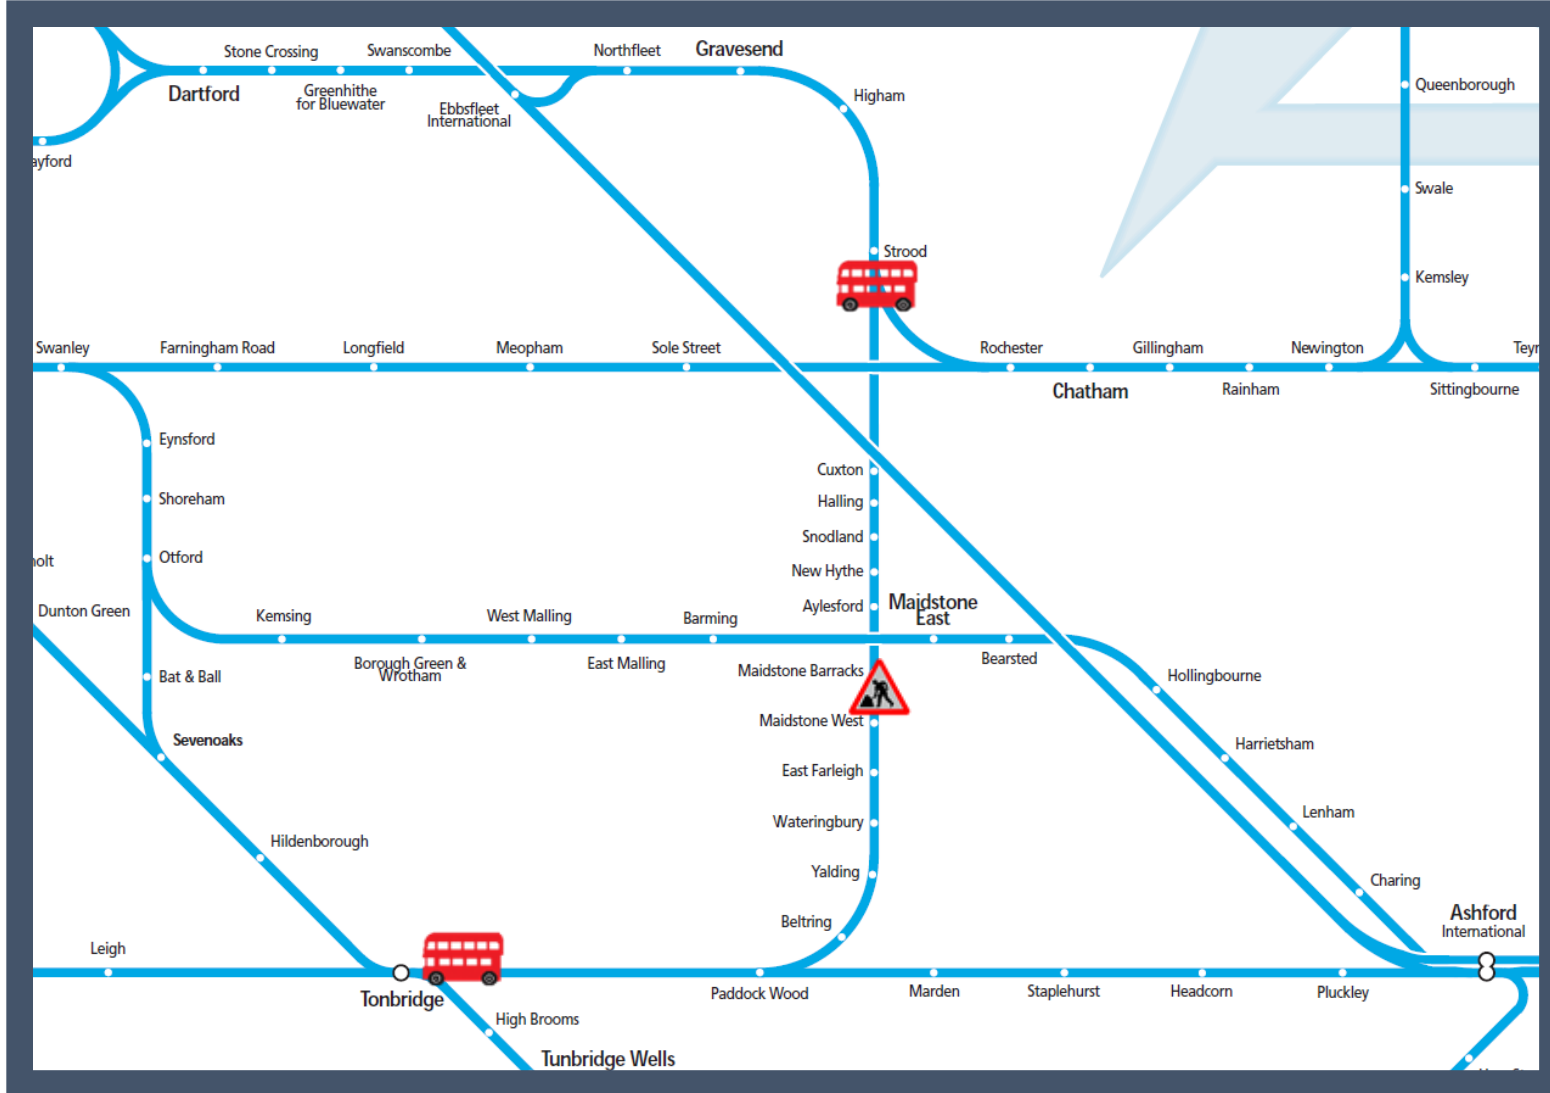 Stone Crossing
Swanscombe
Northfleet
Gravesend
Dartford
Greenhithe
for Bluewater
Ebbsfleet
International
Higham
Queenborough
ayford
Swale
Strood
Kemsley
Swanley
Farningham Road
Longfield
Meopham
Sole Street
Rochester
Gillingham
Newington
Teyn
Chatham
Rainham
Sittingbourne
Eynsford
Cuxton
Shoreham
Halling
Snodland
Otford
holt
New Hythe
Dunton Green
Aylesford
Maidstone
East
Kemsing
West Malling
Barming
Borough Green &
Wrotham
East Malling
Bearsted
Maidstone Barracks
Bat & Ball
Hollingbourne
Maidstone West
Sevenoaks
Harrietsham
East Farleigh
Wateringbury
Lenham
Hildenborough
Yalding
Charing
Beltring
Ashford
International
Leigh
Tonbridge
Paddock Wood
Marden
Staplehurst
Headcorn
Pluckley
High Brooms
Tunbridge Wells